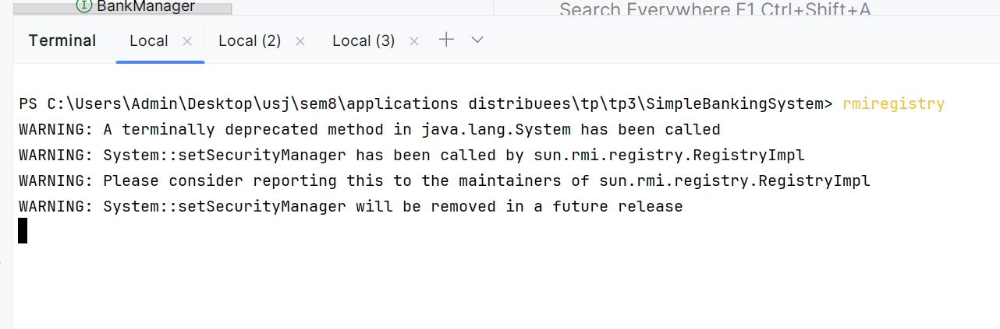 BankManager
Search Everywhere F1 Ctrl+Shift+A
Terminal Local × Local (2) × Local (3) ×
PS C:\Users\Admin\Desktop\usj\sem8\applications distribuees\tp\tp3\SimpleBankingSystem> rmiregistry
WARNING: A terminally deprecated method in java.lang.System has been called
WARNING: System::setSecurityManager has been called by sun.rmi.registry.RegistryImpl
WARNING: Please consider reporting this to the maintainers of sun.rmi.registry.RegistryImpl
WARNING: System::setSecurityManager will be removed in a future release